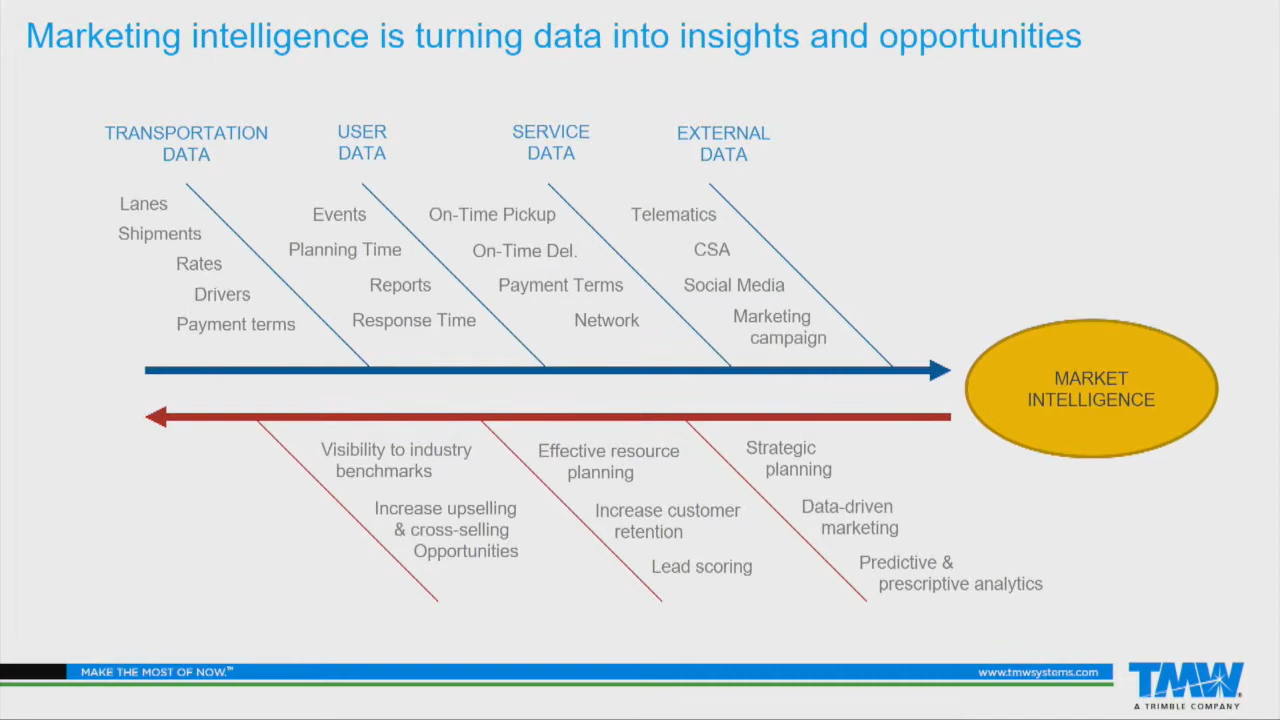 Marketing intelligence is turning data into insights and opportunities
TRANSPORTATION
DATA
Lanes
Shipments
Rates
Drivers
Payment terms
USER
DATA
Events
Planning Time
Reports
Response Time
SERVICE
DATA
On-Time Pickup
On-Time Del.
Payment Terms
Network
EXTERNAL
DATA
Telematics
CSA
Social Media
Marketing
campaign
MARKET
INTELLIGENCE
Visibility to industry
benchmarks
Increase upselling
& cross-selling
Opportunities
Effective resource
planning
Increase customer
retention
Lead scoring
Strategic
planning
Data-driven
marketing
Predictive &
prescriptive analytics
MAKE THE MOST OF NOW.™
www.tmwsystems.com
TMW
A TRIMBLE COMPANY